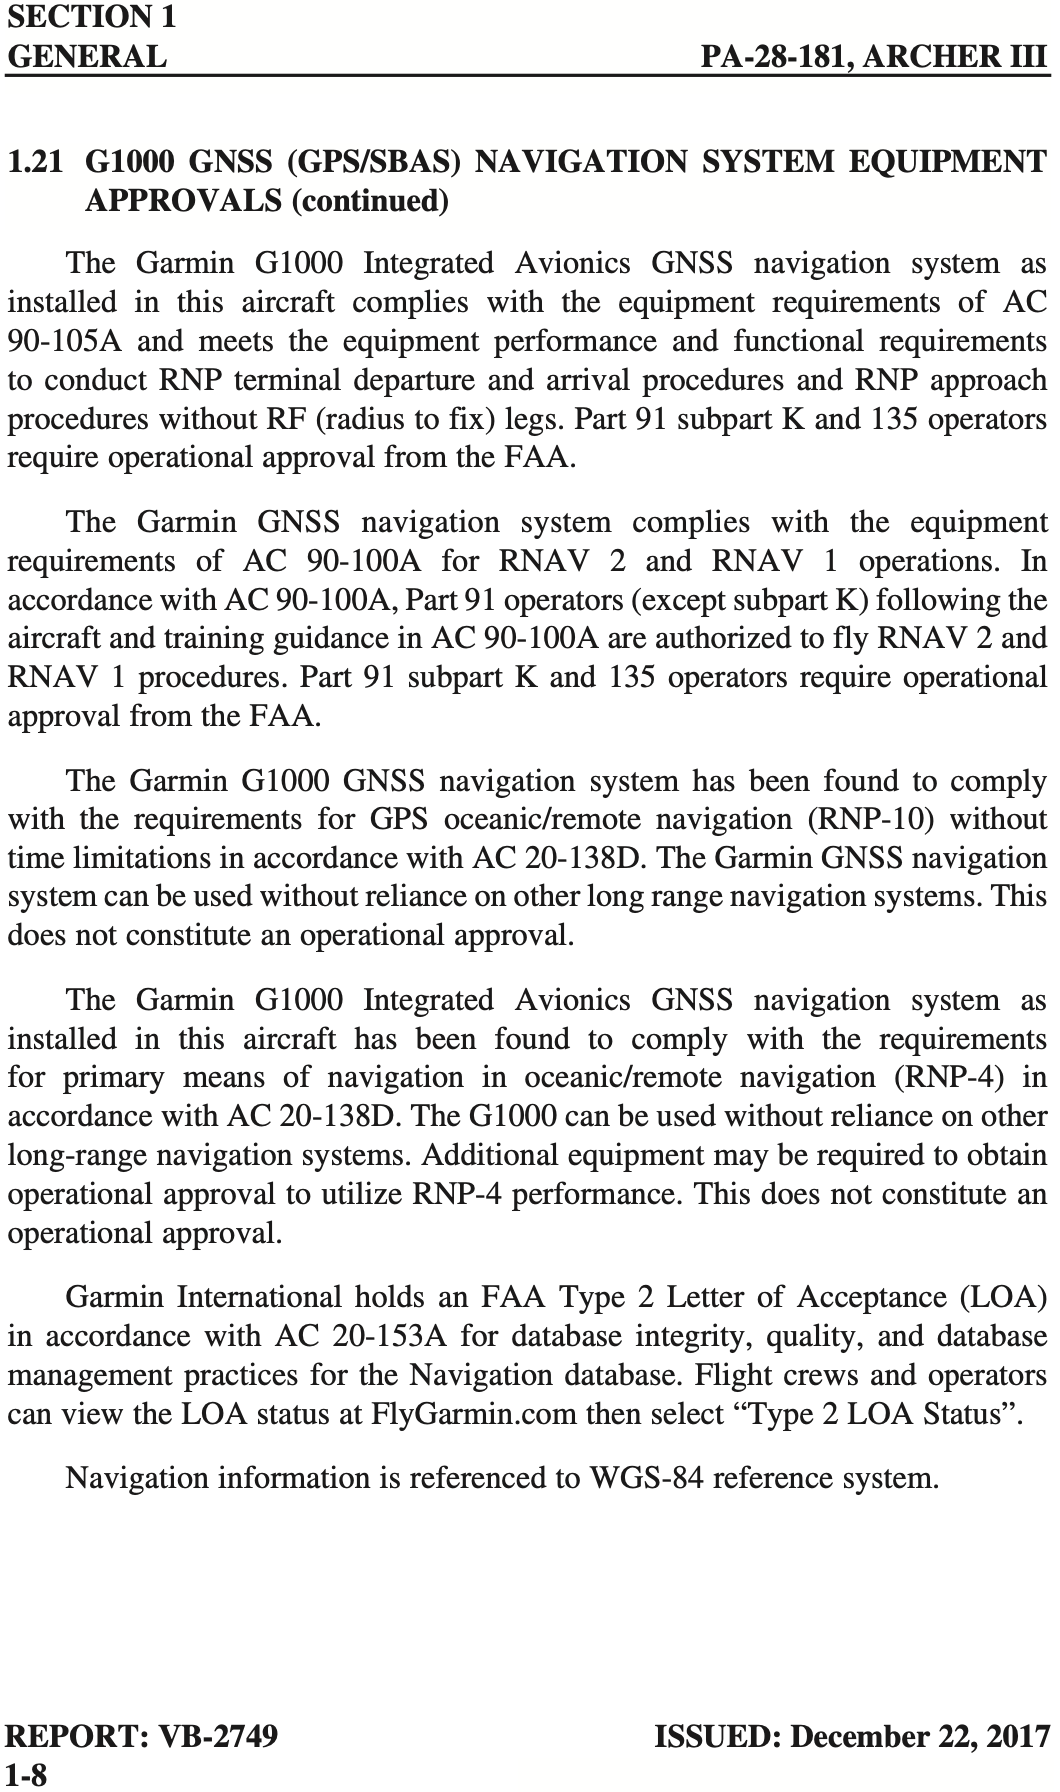 SECTION 1
GENERAL PA-28-181, ARCHER III
1.21 G1000 GNSS (GPS/SBAS) NAVIGATION SYSTEM EQUIPMENT
APPROVALS (continued)
The Garmin G1000 Integrated Avionics GNSS navigation system as
installed in this aircraft complies with the equipment requirements of AC
90-105A and meets the equipment performance and functional requirements
to conduct RNP terminal departure and arrival procedures and RNP approach
procedures without RF (radius to fix) legs. Part 91 subpart K and 135 operators
require operational approval from the FAA.
The Garmin GNSS navigation system complies with the equipment
requirements of AC 90-100A for RNAV 2 and RNAV 1 operations. In
accordance with AC 90-100A, Part 91 operators (except subpart K) following the
aircraft and training guidance in AC 90-100A are authorized to fly RNAV 2 and
RNAV 1 procedures. Part 91 subpart K and 135 operators require operational
approval from the FAA.
The Garmin G1000 GNSS navigation system has been found to comply
with the requirements for GPS oceanic/remote navigation (RNP-10) without
time limitations in accordance with AC 20-138D. The Garmin GNSS navigation
system can be used without reliance on other long range navigation systems. This
does not constitute an operational approval.
The Garmin G1000 Integrated Avionics GNSS navigation system as
installed in this aircraft has been found to comply with the requirements
for primary means of navigation in oceanic/remote navigation (RNP-4) in
accordance with AC 20-138D. The G1000 can be used without reliance on other
long-range navigation systems. Additional equipment may be required to obtain
operational approval to utilize RNP-4 performance. This does not constitute an
operational approval.
Garmin International holds an FAA Type 2 Letter of Acceptance (LOA)
in accordance with AC 20-153A for database integrity, quality, and database
management practices for the Navigation database. Flight crews and operators
can view the LOA status at FlyGarmin.com then select “Type 2 LOA Status”.
Navigation information is referenced to WGS-84 reference system.
REPORT: VB-2749 ISSUED: December 22, 2017
1-8